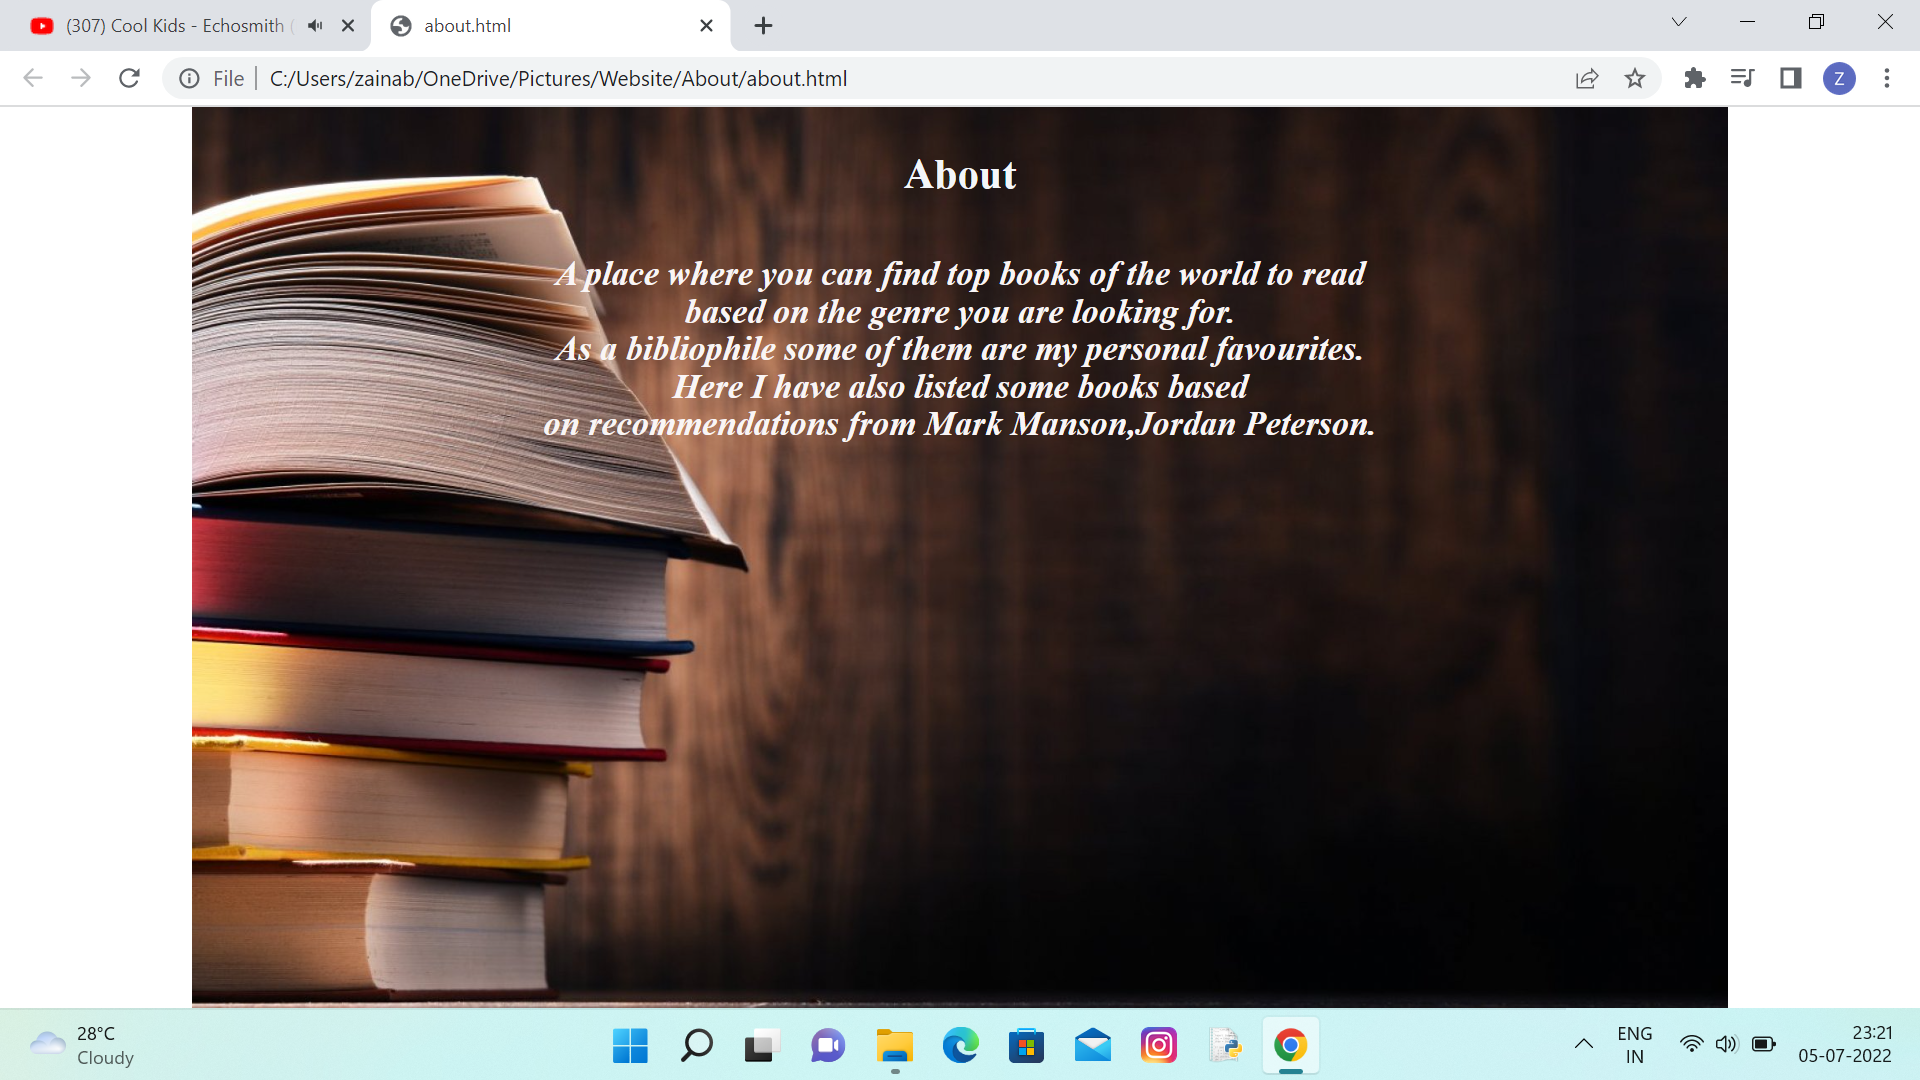 (307) Cool Kids - Echosmith
about.html
File
C:/Users/zainab/OneDrive/Pictures/Website/About/about.html
Z
About
A place where you can find top books of the world to read
based on the genre you are looking for.
As a bibliophile some of them are my personal favourites.
Here I have also listed some books based
on recommendations from Mark Manson,Jordan Peterson.
28°C
Cloudy
ENG
IN
23:21
05-07-2022